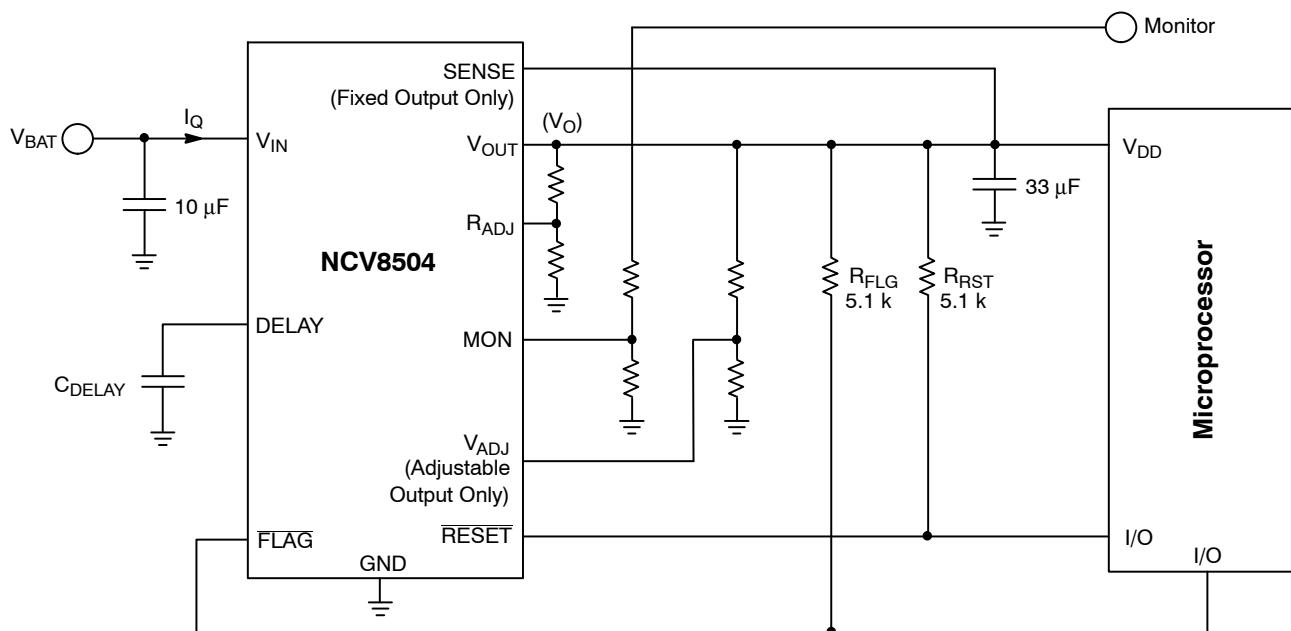 Monitor
SENSE
(Fixed Output Only)
V_BAT
I_Q
V_IN
(V_O)
V_OUT
V_DD
10 μF
33 μF
R_ADJ
NCV8504
R_FLG
5.1 k
R_RST
5.1 k
Microprocessor
DELAY
MON
C_DELAY
V_ADJ
(Adjustable
Output Only)
FLAG
RESET
I/O
GND
I/O